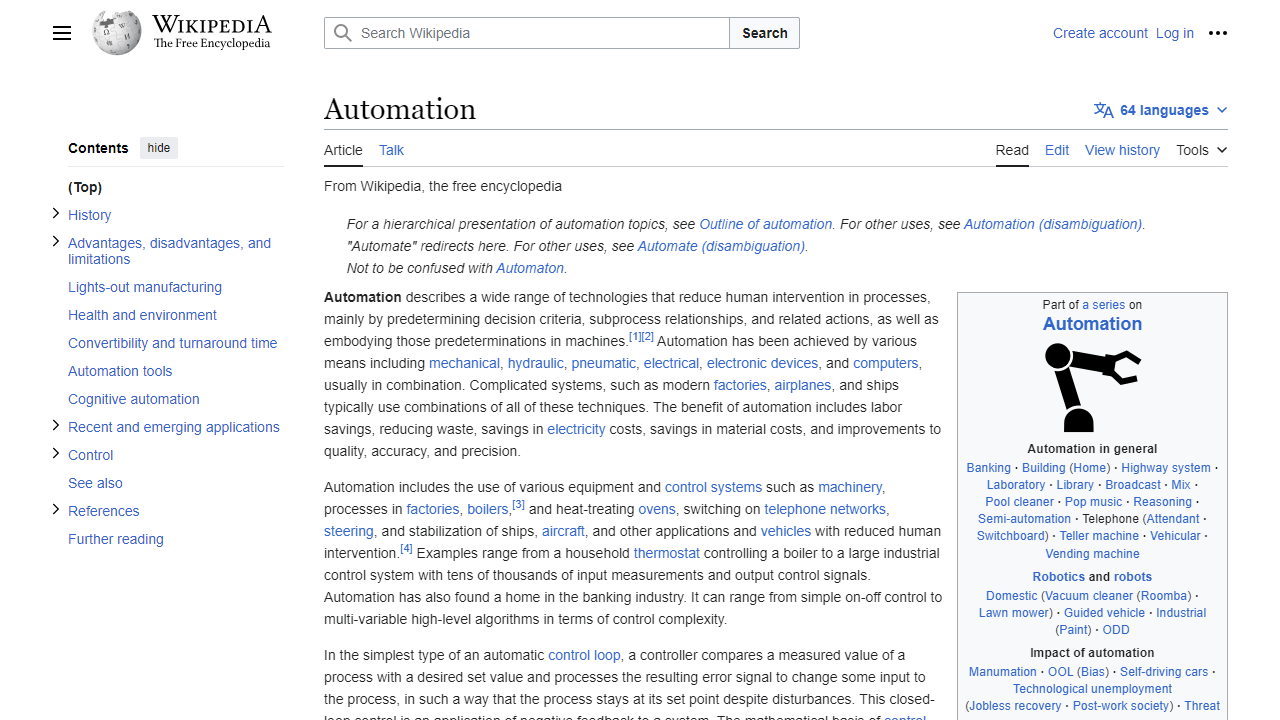 WIKIPEDIA
The Free Encyclopedia
Search Wikipedia
Search
Create account
Log in
Contents
hide
(Top)
History
Advantages, disadvantages, and
limitations
Lights-out manufacturing
Health and environment
Convertibility and turnaround time
Automation tools
Cognitive automation
Recent and emerging applications
Control
See also
References
Further reading
Automation
64 languages
Article
Talk
Read
Edit
View history
Tools
From Wikipedia, the free encyclopedia
For a hierarchical presentation of automation topics, see Outline of automation. For other uses, see Automation (disambiguation).
"Automate" redirects here. For other uses, see Automate (disambiguation).
Not to be confused with Automaton.
Automation describes a wide range of technologies that reduce human intervention in processes,
mainly by predetermining decision criteria, subprocess relationships, and related actions, as well as
embodying those predeterminations in machines.[1][2] Automation has been achieved by various
means including mechanical, hydraulic, pneumatic, electrical, electronic devices, and computers,
usually in combination. Complicated systems, such as modern factories, airplanes, and ships
typically use combinations of all of these techniques. The benefit of automation includes labor
savings, reducing waste, savings in electricity costs, savings in material costs, and improvements to
quality, accuracy, and precision.
Automation includes the use of various equipment and control systems such as machinery,
processes in factories, boilers,[3] and heat-treating ovens, switching on telephone networks,
steering, and stabilization of ships, aircraft, and other applications and vehicles with reduced human
intervention.[4] Examples range from a household thermostat controlling a boiler to a large industrial
control system with tens of thousands of input measurements and output control signals.
Automation has also found a home in the banking industry. It can range from simple on-off control to
multi-variable high-level algorithms in terms of control complexity.
In the simplest type of an automatic control loop, a controller compares a measured value of a
process with a desired set value and processes the resulting error signal to change some input to
the process, in such a way that the process stays at its set point despite disturbances. This closed-
loop control is an application of negative feedback to a system. The mathematical basis of control
Part of a series on
Automation
Automation in general
Banking · Building (Home) · Highway system ·
Laboratory · Library · Broadcast · Mix ·
Pool cleaner · Pop music · Reasoning ·
Semi-automation · Telephone (Attendant ·
Switchboard) · Teller machine · Vehicular ·
Vending machine
Robotics and robots
Domestic (Vacuum cleaner (Roomba) ·
Lawn mower) · Guided vehicle · Industrial
(Paint) · ODD
Impact of automation
Manumation · OOL (Bias) · Self-driving cars ·
Technological unemployment
(Jobless recovery · Post-work society) · Threat